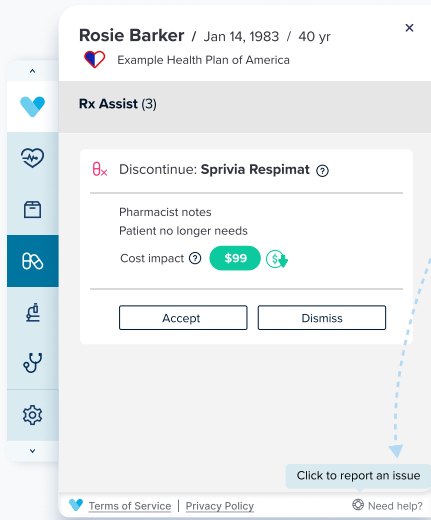 Rosie Barker / Jan 14, 1983 / 40 yr
Example Health Plan of America
Rx Assist (3)
Discontinue: Sprivia Respimat ?
Pharmacist notes
Patient no longer needs
Cost impact ? $99 $
Accept Dismiss
Click to report an issue
Terms of Service | Privacy Policy Need help?